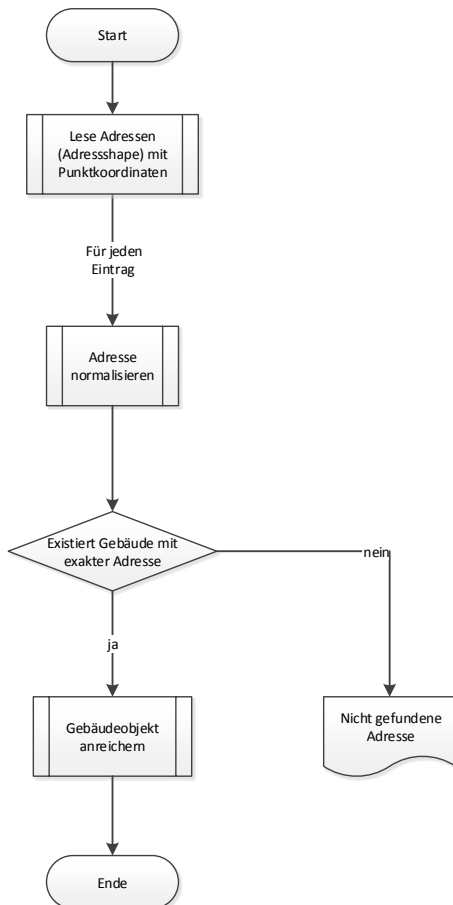 Start
Lese Adressen
(Adressshape) mit
Punktkoordinaten
Für jeden
Eintrag
Adresse
normalisieren
Existiert Gebäude mit
exakter Adresse
nein
ja
Gebäudeobjekt
anreichern
Nicht gefundene
Adresse
Ende